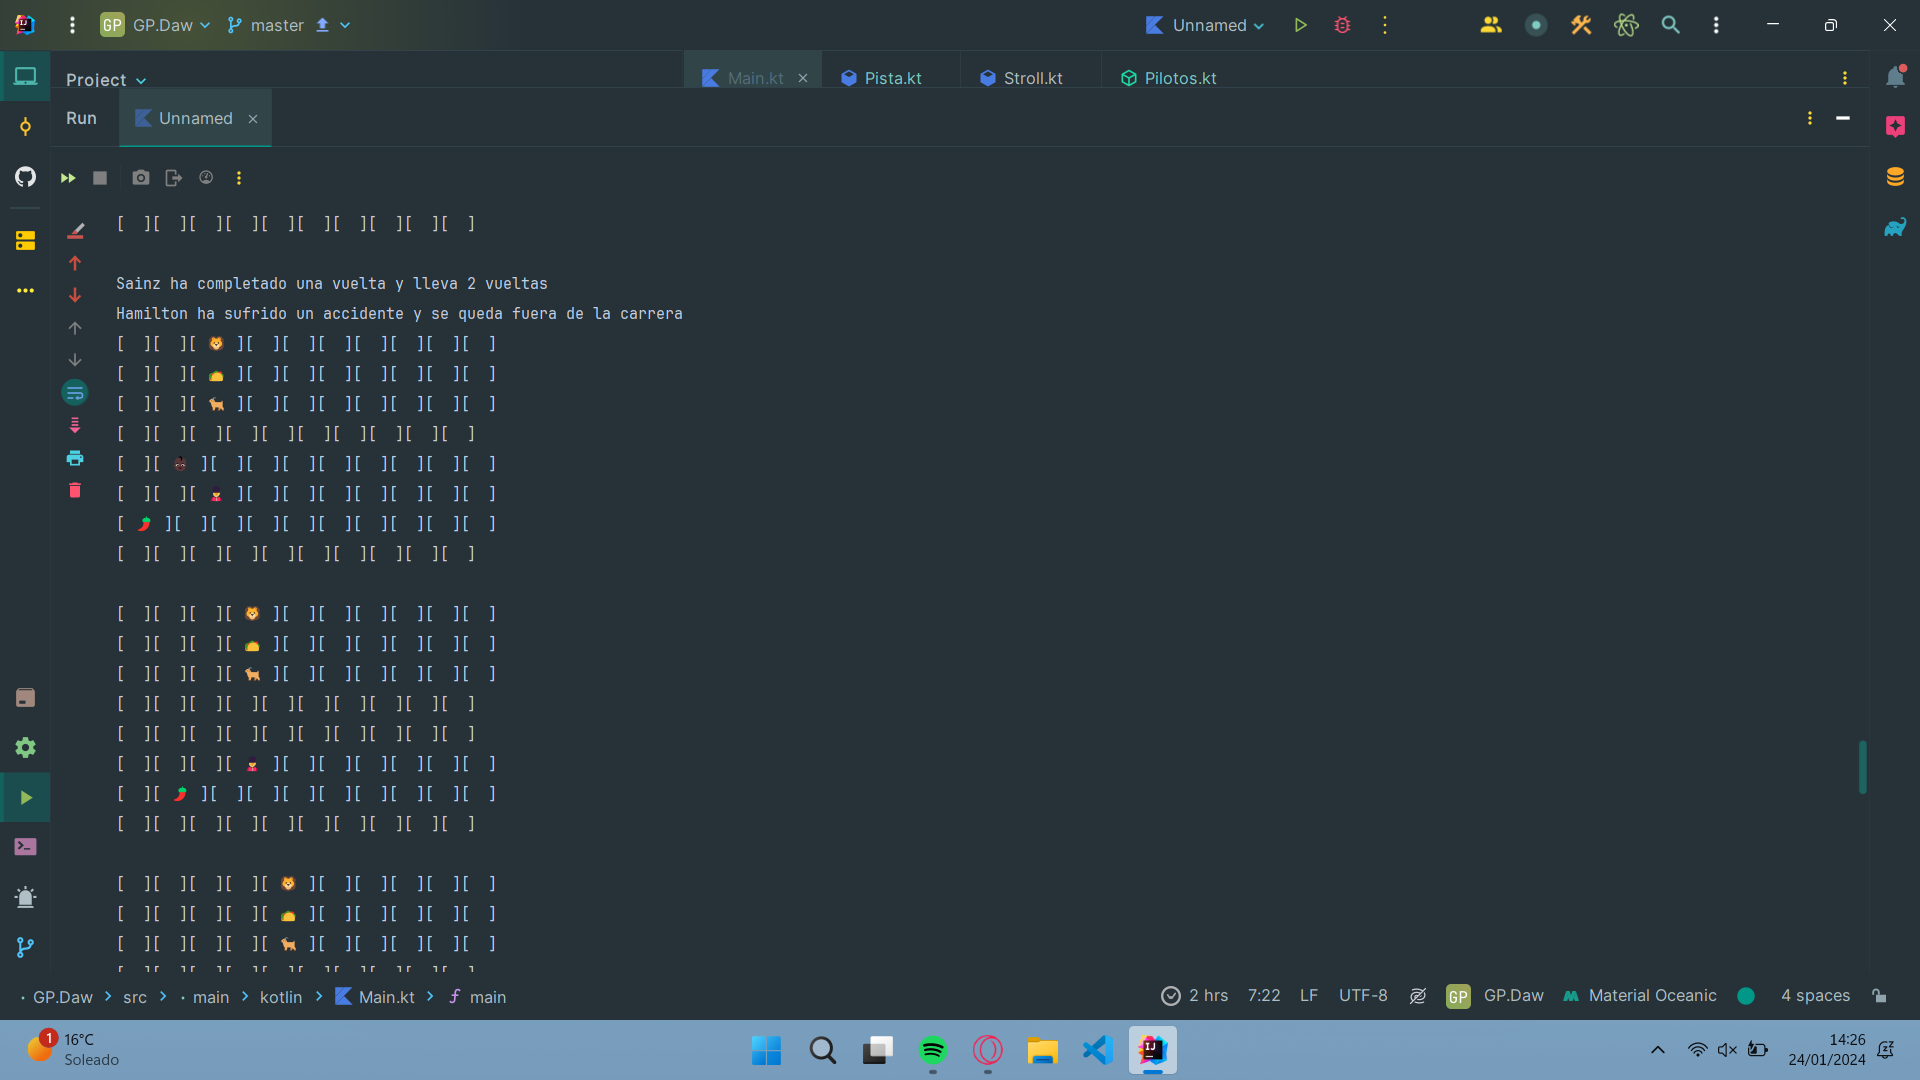 GP GP.Daw master Unnamed
Project Main.kt Pista.kt Stroll.kt Pilotos.kt
Run Unnamed
[  ][  ][  ][  ][  ][  ][  ][  ][  ][  ]
Sainz ha completado una vuelta y lleva 2 vueltas
Hamilton ha sufrido un accidente y se queda fuera de la carrera
[  ][  ][ 🦁 ][  ][  ][  ][  ][  ][  ][  ]
[  ][  ][ 🌮 ][  ][  ][  ][  ][  ][  ][  ]
[  ][  ][ 🐐 ][  ][  ][  ][  ][  ][  ][  ]
[  ][  ][  ][  ][  ][  ][  ][  ][  ][  ]
[  ][ 👨🏿‍🦲 ][  ][  ][  ][  ][  ][  ][  ][  ]
[  ][  ][ 💂 ][  ][  ][  ][  ][  ][  ][  ]
[ 🌶 ][  ][  ][  ][  ][  ][  ][  ][  ][  ]
[  ][  ][  ][  ][  ][  ][  ][  ][  ][  ]
[  ][  ][  ][ 🦁 ][  ][  ][  ][  ][  ][  ]
[  ][  ][  ][ 🌮 ][  ][  ][  ][  ][  ][  ]
[  ][  ][  ][ 🐐 ][  ][  ][  ][  ][  ][  ]
[  ][  ][  ][  ][  ][  ][  ][  ][  ][  ]
[  ][  ][  ][  ][  ][  ][  ][  ][  ][  ]
[  ][  ][  ][ 💂 ][  ][  ][  ][  ][  ][  ]
[  ][ 🌶 ][  ][  ][  ][  ][  ][  ][  ][  ]
[  ][  ][  ][  ][  ][  ][  ][  ][  ][  ]
[  ][  ][  ][  ][ 🦁 ][  ][  ][  ][  ][  ]
[  ][  ][  ][  ][ 🌮 ][  ][  ][  ][  ][  ]
[  ][  ][  ][  ][ 🐐 ][  ][  ][  ][  ][  ]
[  ][  ][  ][  ][  ][  ][  ][  ][  ][  ]
GP.Daw > src > main > kotlin > Main.kt > main 2 hrs 7:22 LF UTF-8 GP GP.Daw Material Oceanic 4 spaces
1 16°C
Soleado
14:26
24/01/2024